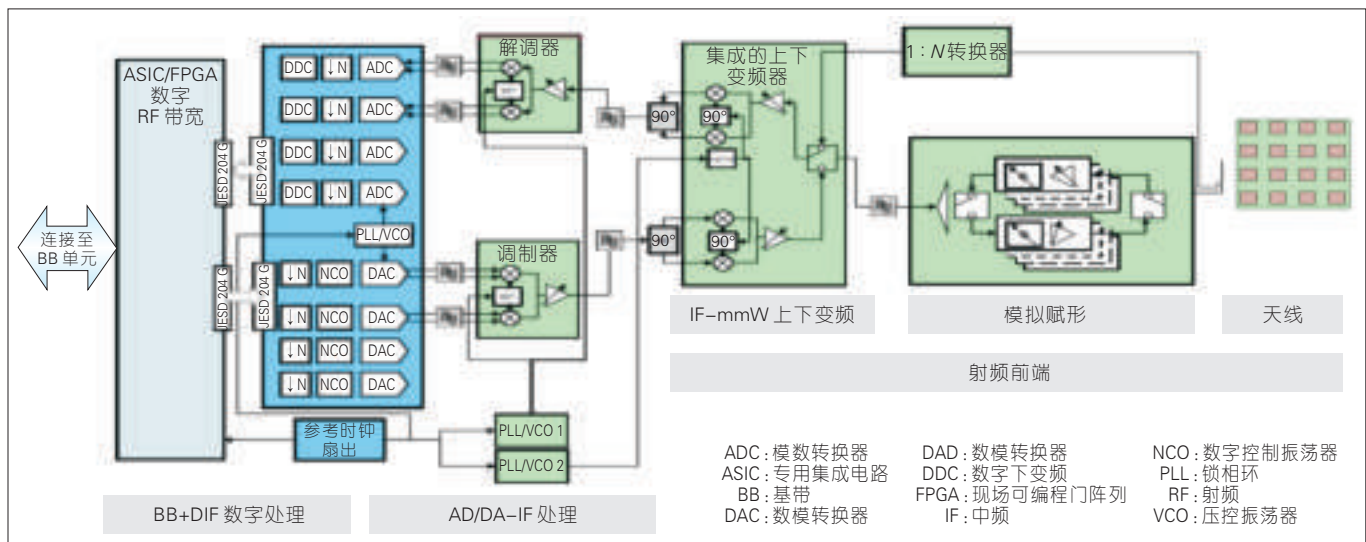 ASIC/FPGA
数字
RF 带宽
连接至
BB 单元
JESD 204 G
JESD 204 G
JESD 204 G
JESD 204 G
DDC ↓N ADC
DDC ↓N ADC
DDC ↓N ADC
DDC ↓N ADC
PLL/VCO
↓N NCO DAC
↓N NCO DAC
↓N NCO DAC
↓N NCO DAC
参考时钟
扇出
解调器
调制器
PLL/VCO 1
PLL/VCO 2
集成的上下
变频器
90°
90°
90°
90°
1：N 转换器
IF-mmW 上下变频
模拟赋形
天线
射频前端
BB+DIF 数字处理
AD/DA-IF 处理
ADC：模数转换器
ASIC：专用集成电路
BB：基带
DAC：数模转换器
DAD：数模转换器
DDC：数字下变频
FPGA：现场可编程门阵列
IF：中频
NCO：数字控制振荡器
PLL：锁相环
RF：射频
VCO：压控振荡器